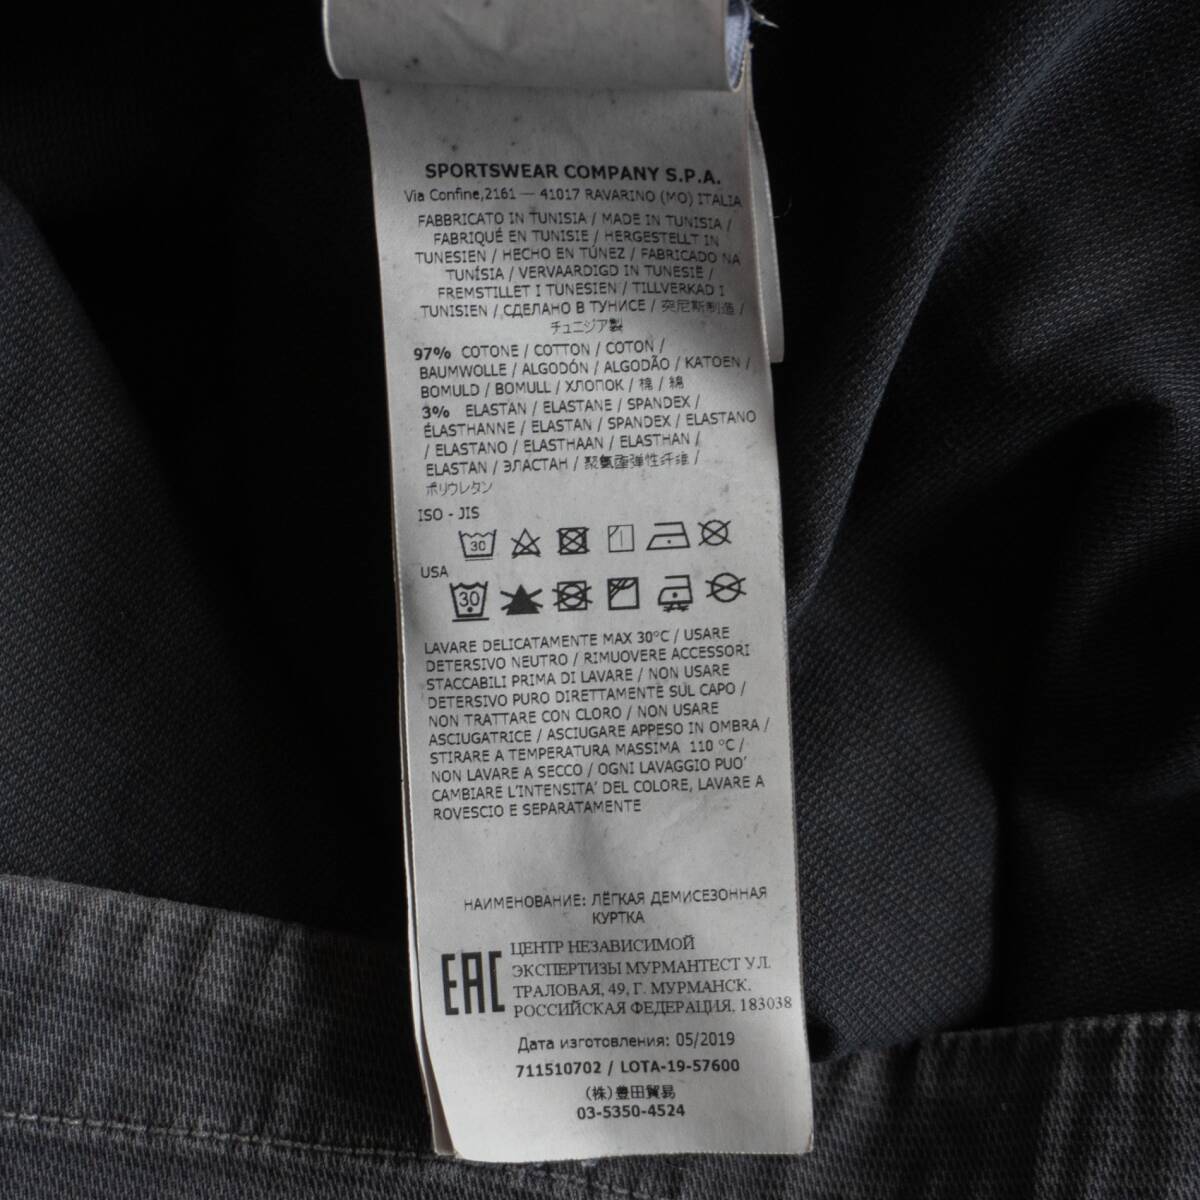 SPORTSWEAR COMPANY S.P.A.
Via Confine,2161 — 41017 RAVARINO (MO) ITALIA
FABBRICATO IN TUNISIA / MADE IN TUNISIA /
FABRIQUÉ EN TUNISIE / HERGESTELLT IN
TUNESIEN / HECHO EN TÚNEZ / FABRICADO NA
TUNÍSIA / VERVAARDIGD IN TUNESIË /
FREMSTILLET I TUNESIEN / TILLVERKAD I
TUNISIEN / СДЕЛАНО В ТУНИСЕ / 突尼斯制造 /
チュニジア製
97% COTONE / COTTON / COTON /
BAUMWOLLE / ALGODÓN / ALGODÃO / KATOEN /
BOMULD / BOMULL / ХЛОПОК / 棉 / 綿
3% ELASTAN / ELASTANE / SPANDEX /
ÉLASTHANNE / ELASTAN / SPANDEX / ELASTANO
/ ELASTANO / ELASTHAAN / ELASTHAN /
ELASTAN / ЭЛАСТАН / 聚氨酯弹性纤维 /
ポリウレタン
ISO - JIS
30
USA
30
LAVARE DELICATAMENTE MAX 30°C / USARE
DETERSIVO NEUTRO / RIMUOVERE ACCESSORI
STACCABILI PRIMA DI LAVARE / NON USARE
DETERSIVO PURO DIRETTAMENTE SUL CAPO /
NON TRATTARE CON CLORO / NON USARE
ASCIUGATRICE / ASCIUGARE APPESO IN OMBRA /
STIRARE A TEMPERATURA MASSIMA 110 °C /
NON LAVARE A SECCO / OGNI LAVAGGIO PUO'
CAMBIARE L'INTENSITA' DEL COLORE, LAVARE A
ROVESCIO E SEPARATAMENTE
НАИМЕНОВАНИЕ: ЛЁГКАЯ ДЕМИСЕЗОННАЯ
КУРТКА
EAC ЦЕНТР НЕЗАВИСИМОЙ
ЭКСПЕРТИЗЫ МУРМАНТЕСТ УЛ.
ТРАЛОВАЯ, 49, Г. МУРМАНСК.
РОССИЙСКАЯ ФЕДЕРАЦИЯ, 183038
Дата изготовления: 05/2019
711510702 / LOTA-19-57600
(株)豊田貿易
03-5350-4524